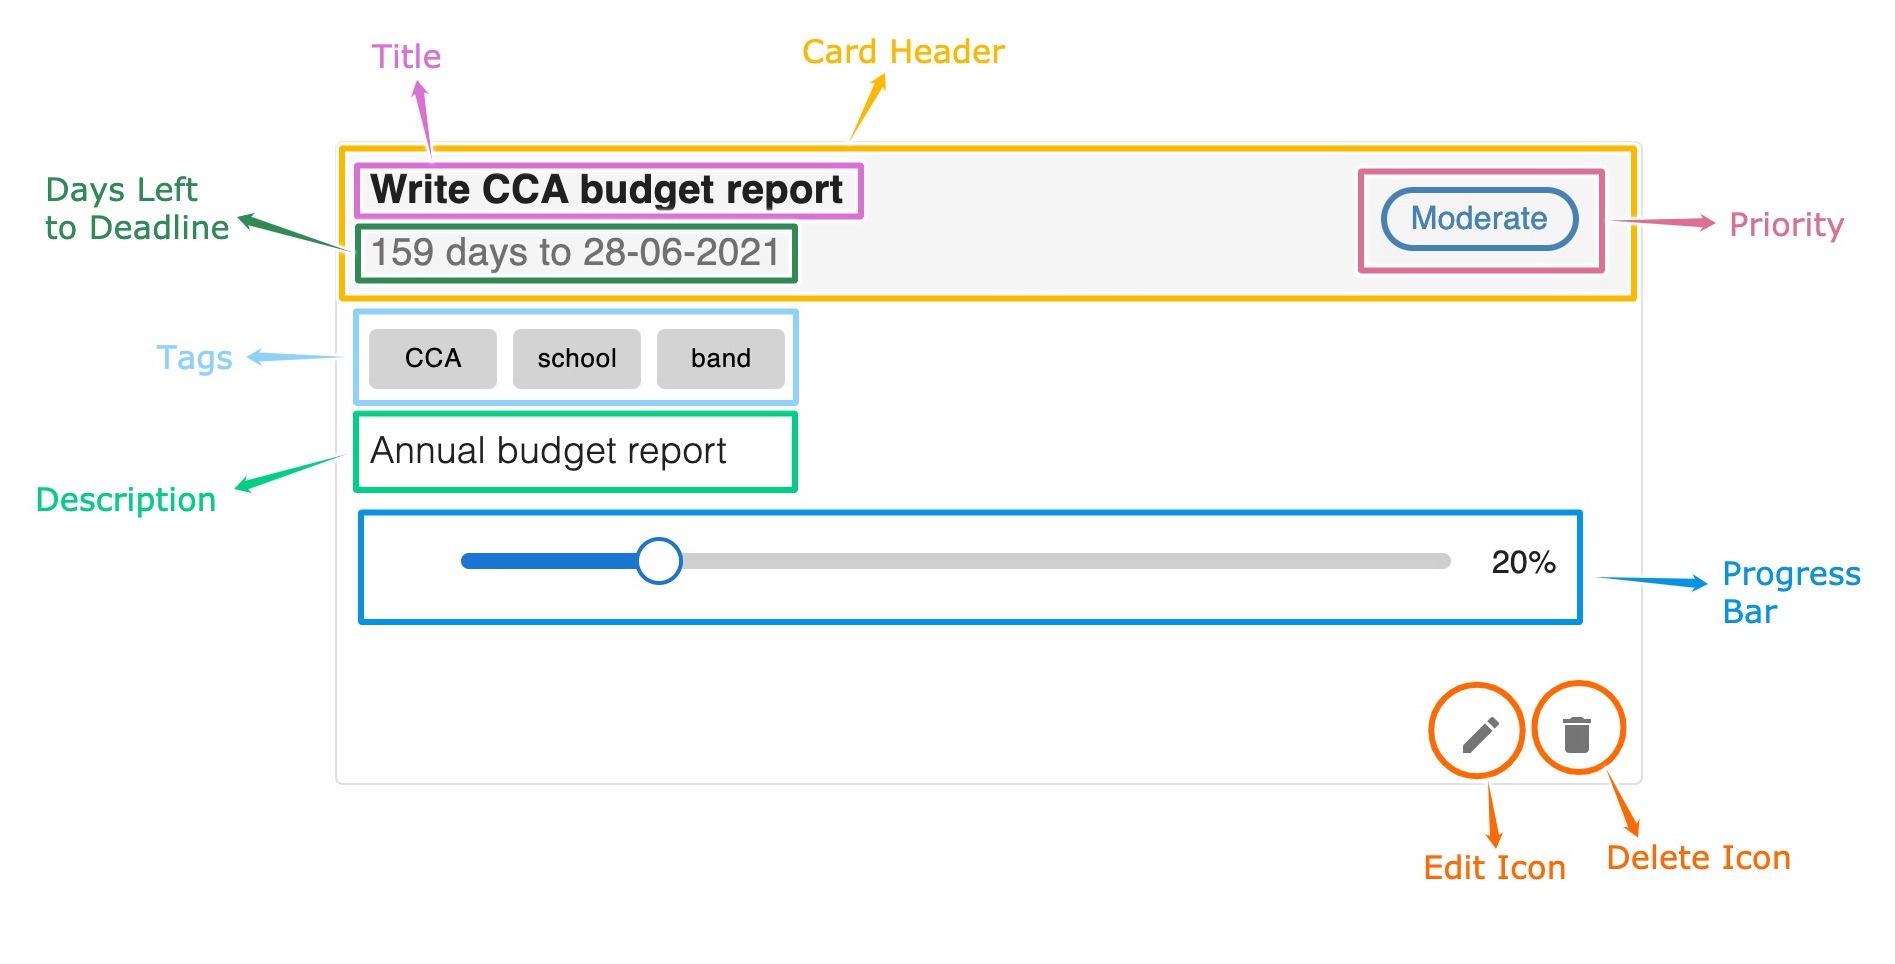 Title
Card Header
Days Left
to Deadline
Write CCA budget report
159 days to 28-06-2021
Moderate
Priority
Tags
CCA
school
band
Annual budget report
Description
20%
Progress
Bar
Edit Icon
Delete Icon